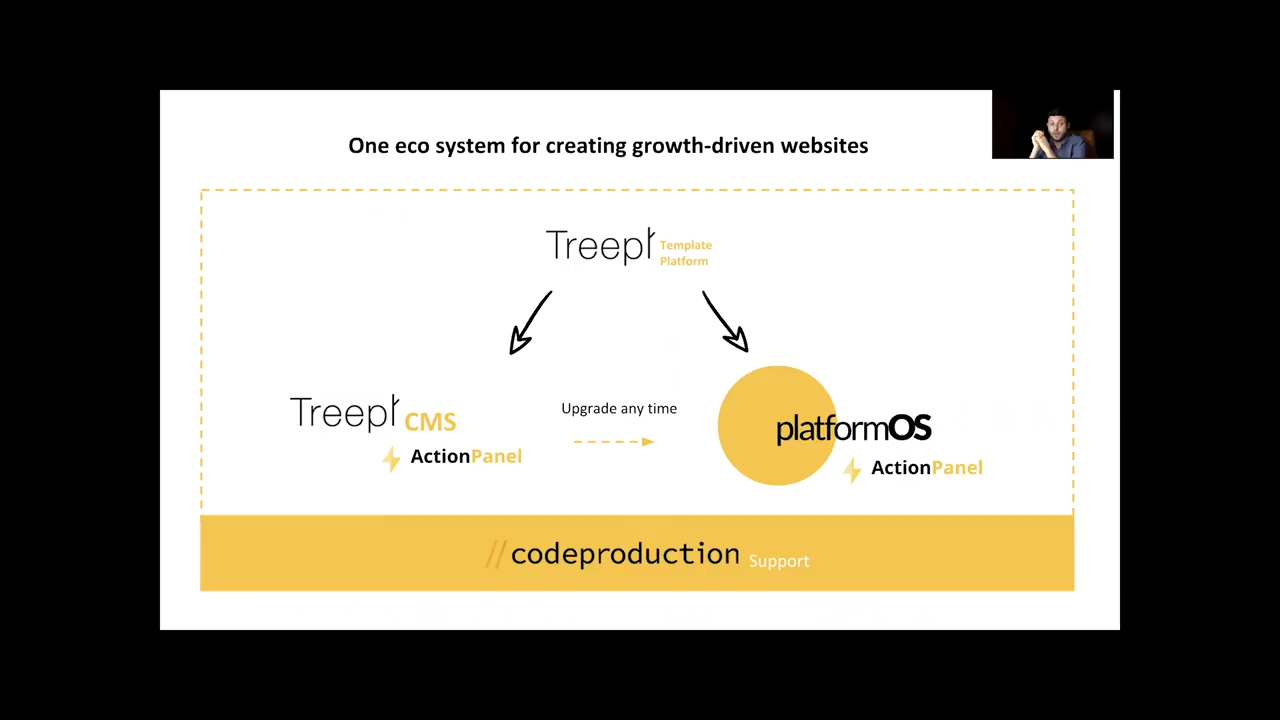 One eco system for creating growth-driven websites
Treepl Template
Platform
Treepl CMS
ActionPanel
Upgrade any time
platformOS
ActionPanel
//codeproduction Support